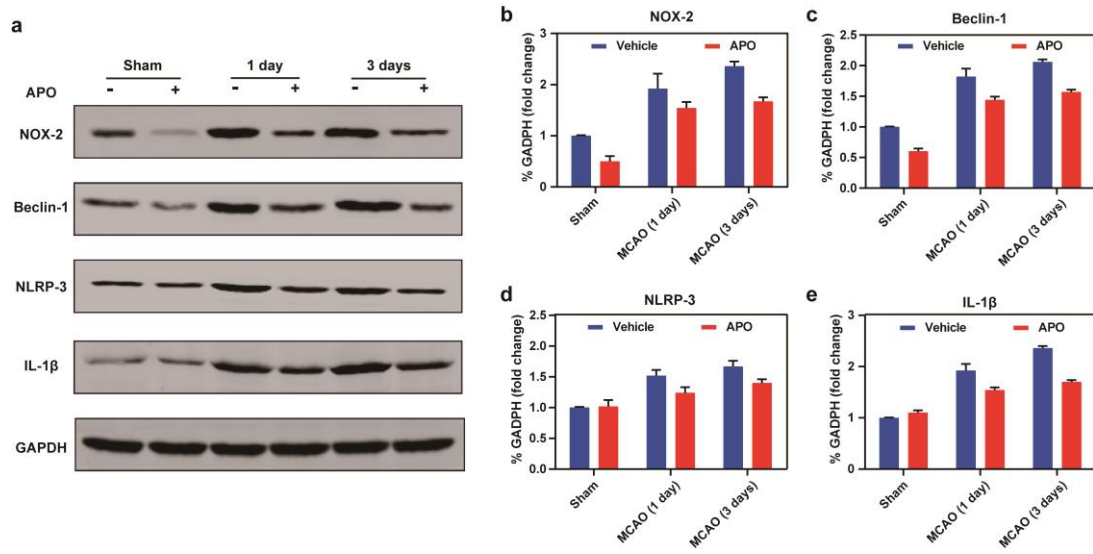 a
Sham 1 day 3 days
APO - + - + - +
NOX-2
Beclin-1
NLRP-3
IL-1β
GAPDH
b
NOX-2
Vehicle APO
% GADPH (fold change)
3
2
1
0
Sham
MCAO (1 day)
MCAO (3 days)
c
Beclin-1
Vehicle APO
% GADPH (fold change)
2.5
2.0
1.5
1.0
0.5
0.0
Sham
MCAO (1 day)
MCAO (3 days)
d
NLRP-3
Vehicle APO
% GADPH (fold change)
2.5
2.0
1.5
1.0
0.5
0.0
Sham
MCAO (1 day)
MCAO (3 days)
e
IL-1β
Vehicle APO
% GADPH (fold change)
3
2
1
0
Sham
MCAO (1 day)
MCAO (3 days)